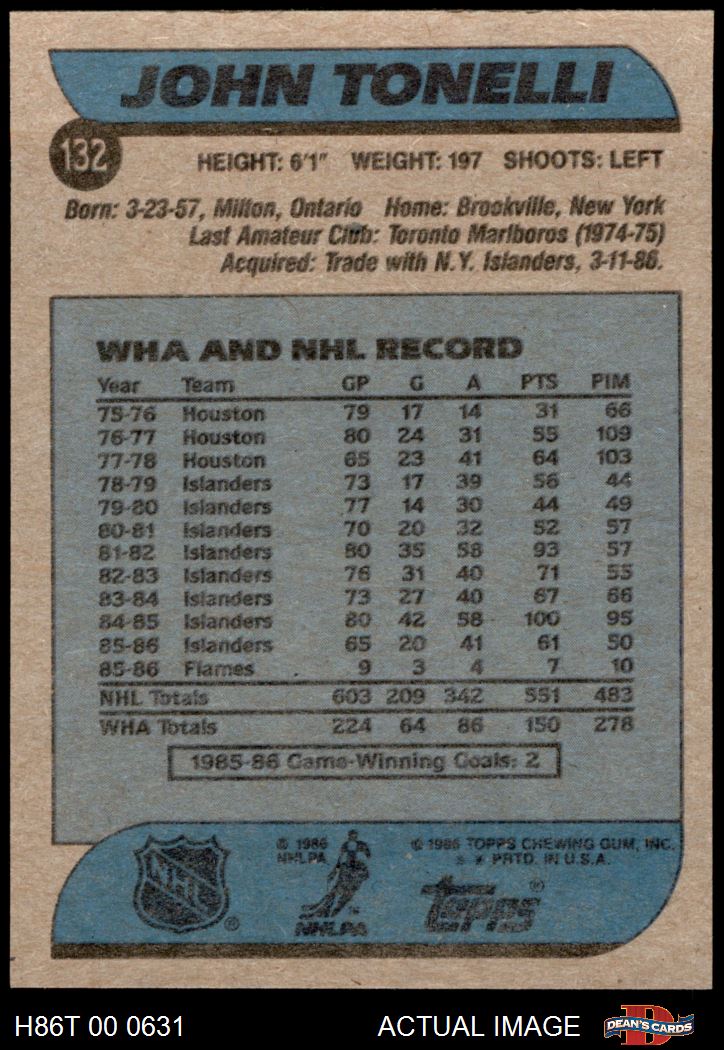 JOHN TONELLI
132
HEIGHT: 6'1" WEIGHT: 197 SHOOTS: LEFT
Born: 3-23-57, Milton, Ontario Home: Brookville, New York
Last Amateur Club: Toronto Marlboros (1974-75)
Acquired: Trade with N.Y. Islanders, 3-11-86.
WHA AND NHL RECORD
Year Team GP G A PTS PIM
75-76 Houston 79 17 14 31 66
76-77 Houston 80 24 31 55 109
77-78 Houston 65 23 41 64 103
78-79 Islanders 73 17 39 56 44
79-80 Islanders 77 14 30 44 49
80-81 Islanders 70 20 32 52 57
81-82 Islanders 80 35 58 93 57
82-83 Islanders 76 31 40 71 55
83-84 Islanders 73 27 40 67 66
84-85 Islanders 80 42 58 100 95
85-86 Islanders 65 20 41 61 50
85-86 Flames 9 3 4 7 10
NHL Totals 603 209 342 551 483
WHA Totals 224 64 86 150 278
1985-86 Game-Winning Goals: 2
NHL ®
© 1986
NHLPA
NHLPA
© 1986 TOPPS CHEWING GUM, INC.
PRTD. IN U.S.A.
TOPPS ®
H86T 00 0631 ACTUAL IMAGE
D DEAN'S CARDS